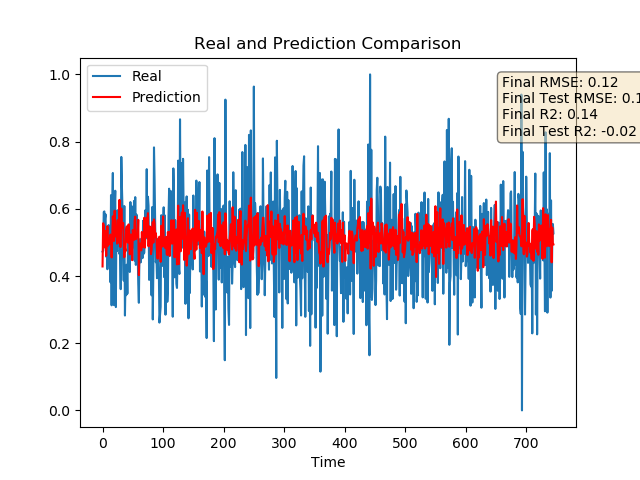 Real and Prediction Comparison
Real
Prediction
Final RMSE: 0.12
Final Test RMSE: 0.1
Final R2: 0.14
Final Test R2: -0.02
1.0
0.8
0.6
0.4
0.2
0.0
0 100 200 300 400 500 600 700
Time